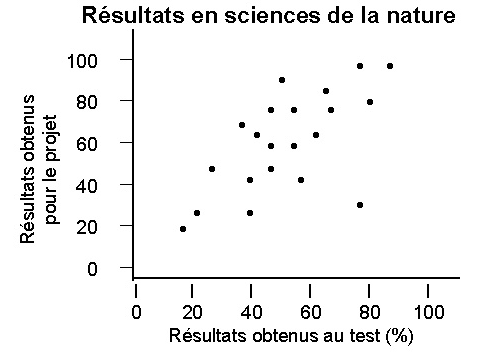 Résultats en sciences de la nature
Résultats obtenus
pour le projet
100
80
60
40
20
0
0 20 40 60 80 100
Résultats obtenus au test (%)